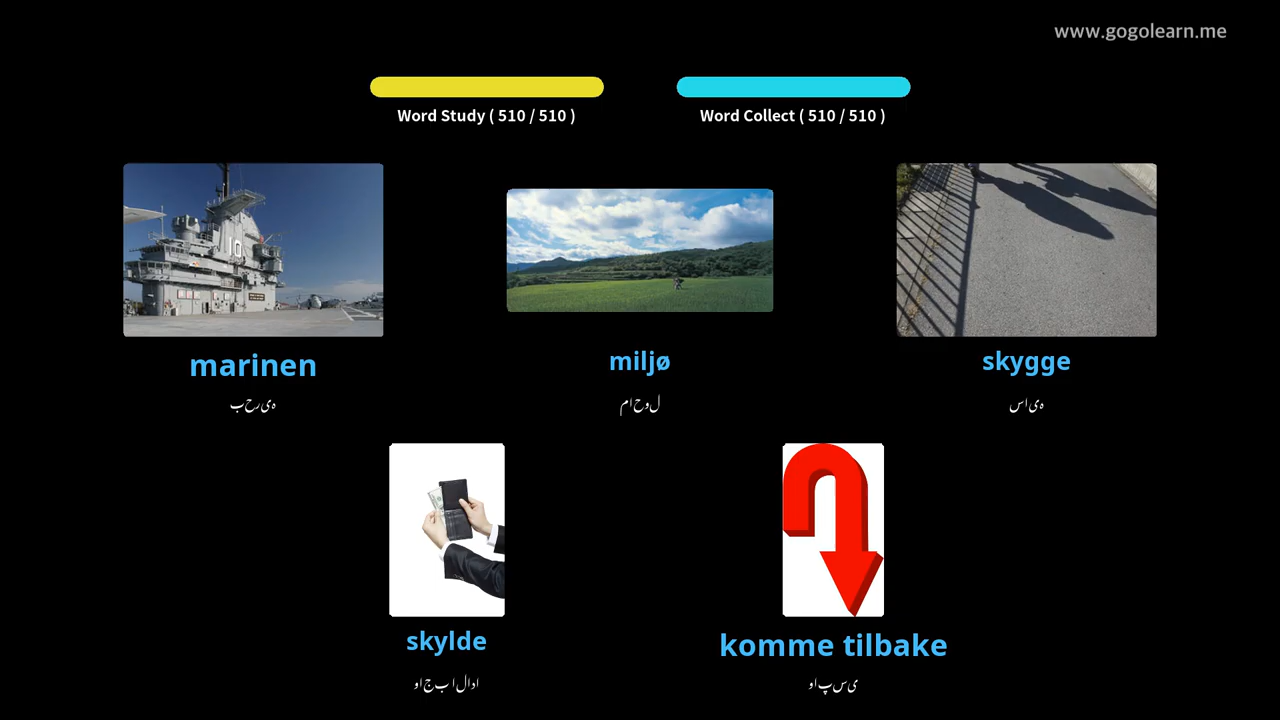 www.gogolearn.me
Word Study ( 510 / 510 )
Word Collect ( 510 / 510 )
marinen
miljø
skygge
بحریہ
ماحول
سایہ
skylde
komme tilbake
واجب الادا
واپسی